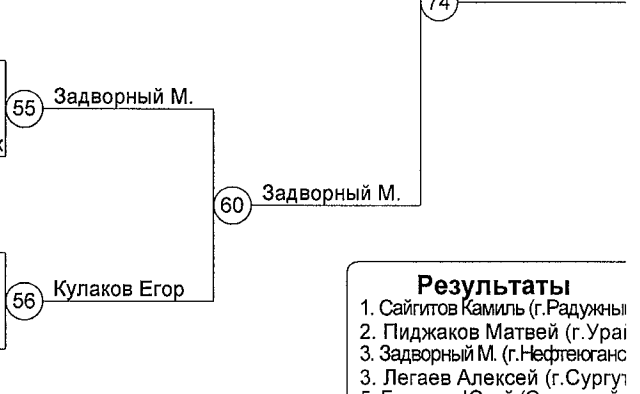 74
55 Задворный М.
60 Задворный М.
56 Кулаков Егор
Результаты
1. Сайгитов Камиль (г.Радужны
2. Пиджаков Матвей (г.Ура
3. Задворный М. (г.Нефтеюганс
3. Легаев Алексей (г.Сургу